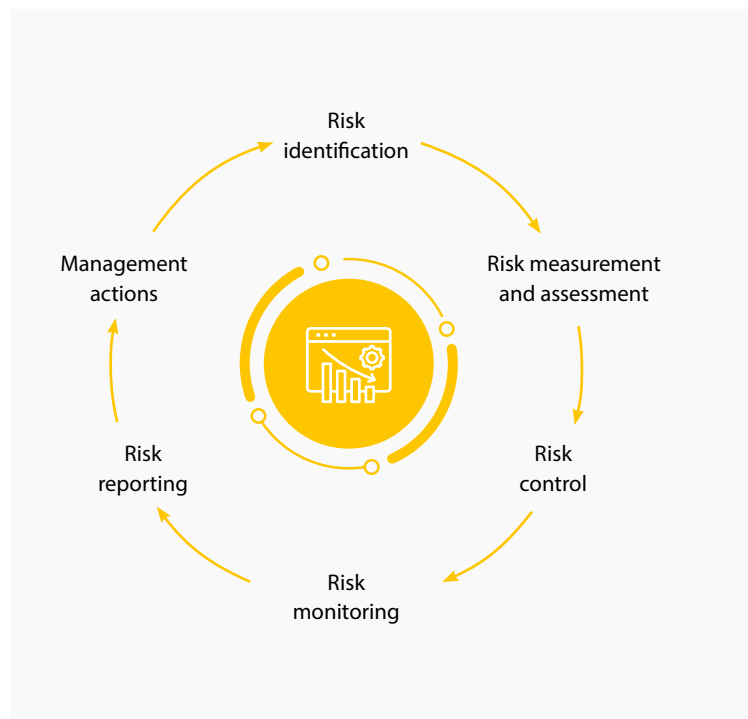 Risk
identification
Risk measurement
and assessment
Risk
control
Risk
monitoring
Risk
reporting
Management
actions